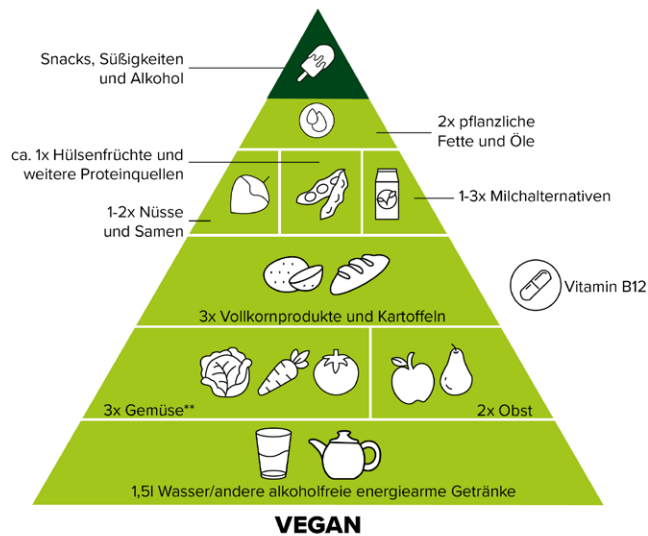 Snacks, Süßigkeiten
und Alkohol
2x pflanzliche
Fette und Öle
ca. 1x Hülsenfrüchte und
weitere Proteinquellen
1-3x Milchalternativen
1-2x Nüsse
und Samen
Vitamin B12
3x Vollkornprodukte und Kartoffeln
3x Gemüse**
2x Obst
1,5l Wasser/andere alkoholfreie energiearme Getränke
VEGAN